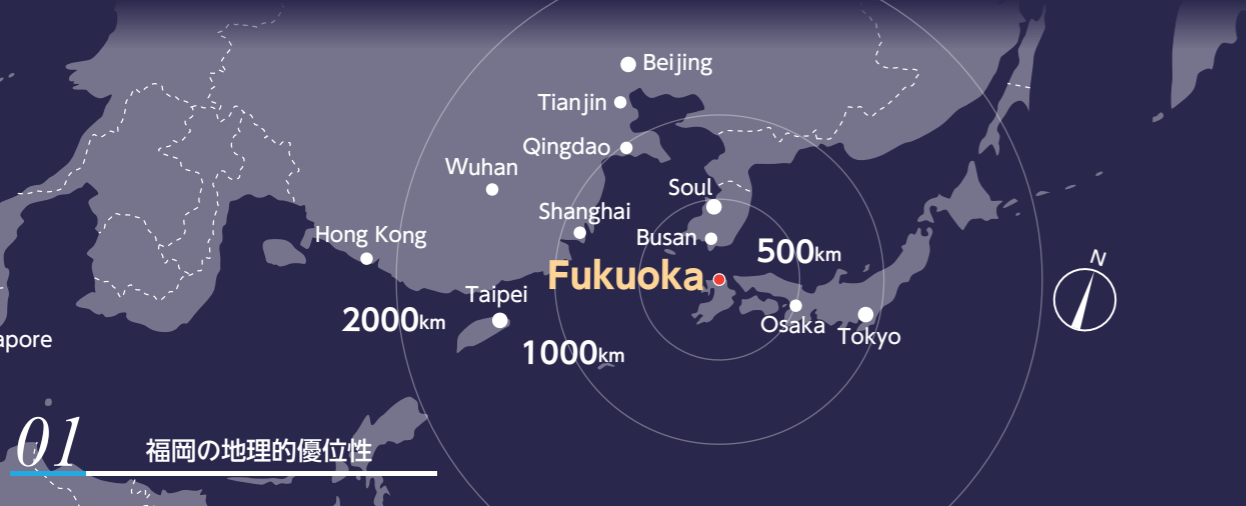 Beijing
Tianjin
Qingdao
Wuhan
Soul
Shanghai
Busan
Hong Kong
500km
N
Fukuoka
Taipei
2000km
Osaka
Tokyo
apore
1000km
01
福岡の地理的優位性